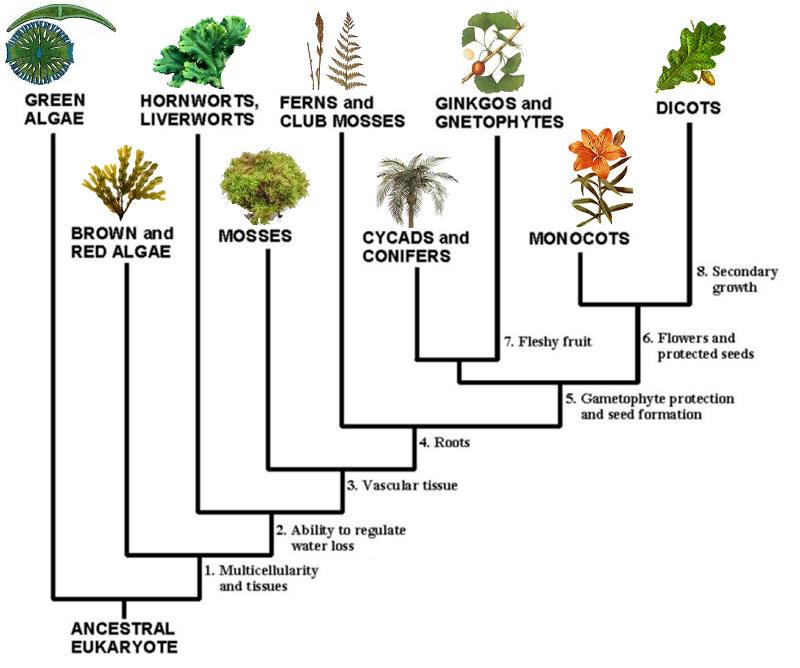 GREEN
ALGAE
HORNWORTS,
LIVERWORTS
FERNS and
CLUB MOSSES
GINKGOS and
GNETOPHYTES
DICOTS
BROWN and
RED ALGAE
MOSSES
CYCADS and
CONIFERS
MONOCOTS
8. Secondary
growth
7. Fleshy fruit
6. Flowers and
protected seeds
5. Gametophyte protection
and seed formation
4. Roots
3. Vascular tissue
2. Ability to regulate
water loss
1. Multicellularity
and tissues
ANCESTRAL
EUKARYOTE